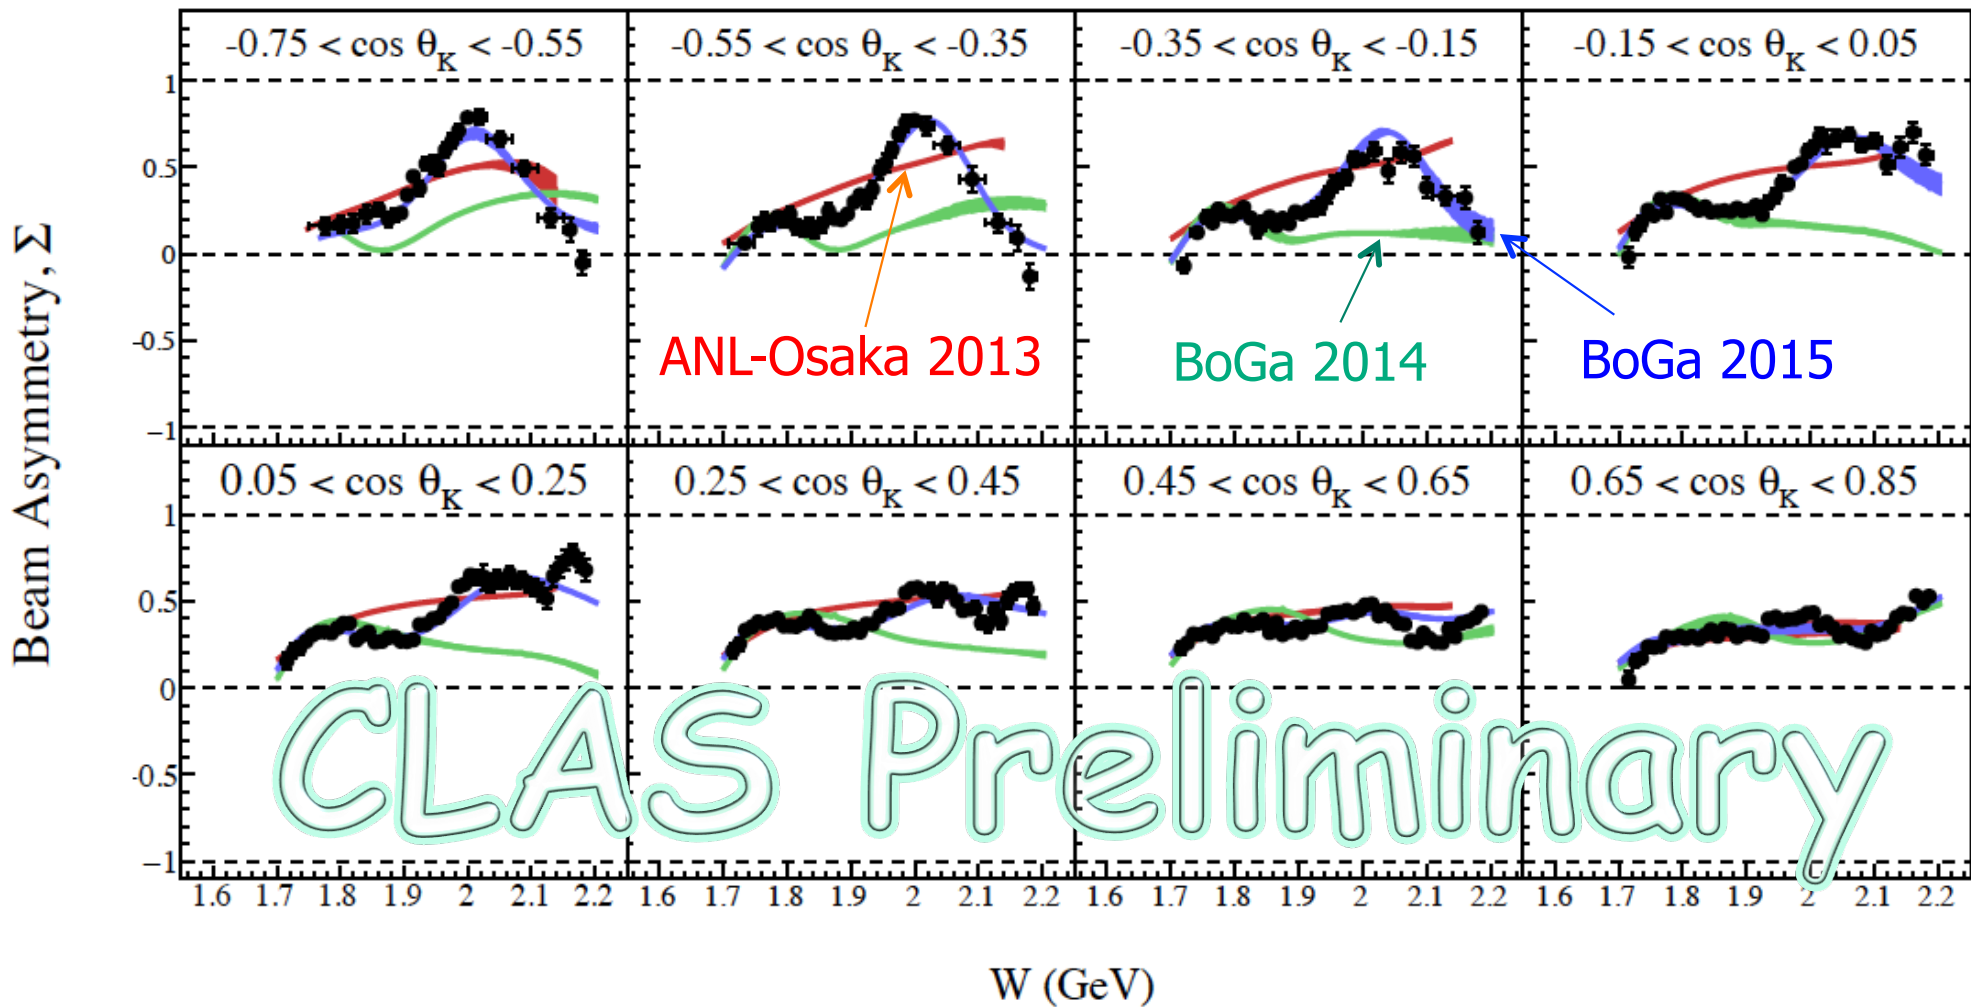 Beam Asymmetry, Σ
-0.75 < cos θK < -0.55
-0.55 < cos θK < -0.35
-0.35 < cos θK < -0.15
-0.15 < cos θK < 0.05
1
0.5
0
-0.5
-1
ANL-Osaka 2013
BoGa 2014
BoGa 2015
0.05 < cos θK < 0.25
0.25 < cos θK < 0.45
0.45 < cos θK < 0.65
0.65 < cos θK < 0.85
1
0.5
0
-0.5
-1
CLAS Preliminary
1.6 1.7 1.8 1.9 2 2.1 2.2
1.6 1.7 1.8 1.9 2 2.1 2.2
1.6 1.7 1.8 1.9 2 2.1 2.2
1.6 1.7 1.8 1.9 2 2.1 2.2
W (GeV)